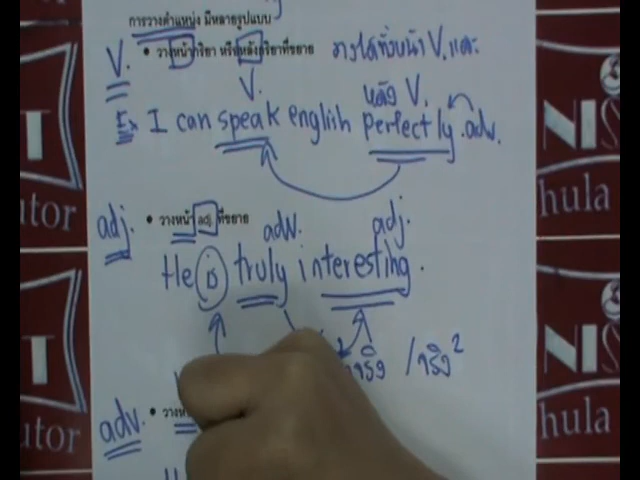 การวางตำแหน่ง มีหลายรูปแบบ
V. • วางหน้ากริยา หรือหลังกริยาที่ขยาย วางได้ทั้งหน้า V. และ
V. หลัง V.
Ex I can speak english perfectly. adv.
adj. • วางหน้า adj. ที่ขยาย
adv. adj.
He is truly interesting.
จริง / จริงๆ
adv. •
NIS
hula
utor
NIS
hula
utor